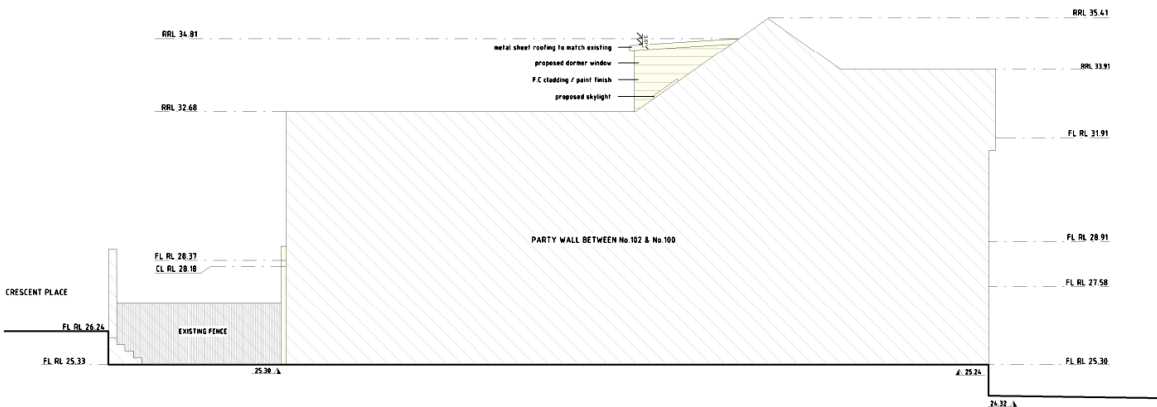 RRL 35.41
RRL 34.81
metal sheet roofing to match existing
proposed dormer window
F.C cladding / paint finish
proposed skylight
RRL 33.91
RRL 32.68
FL RL 31.91
PARTY WALL BETWEEN No.102 & No.100
FL RL 28.91
FL RL 28.37
CL RL 28.18
FL RL 27.58
CRESCENT PLACE
FL RL 26.24
EXISTING FENCE
FL RL 25.33
FL RL 25.30
25.30
25.24
24.32